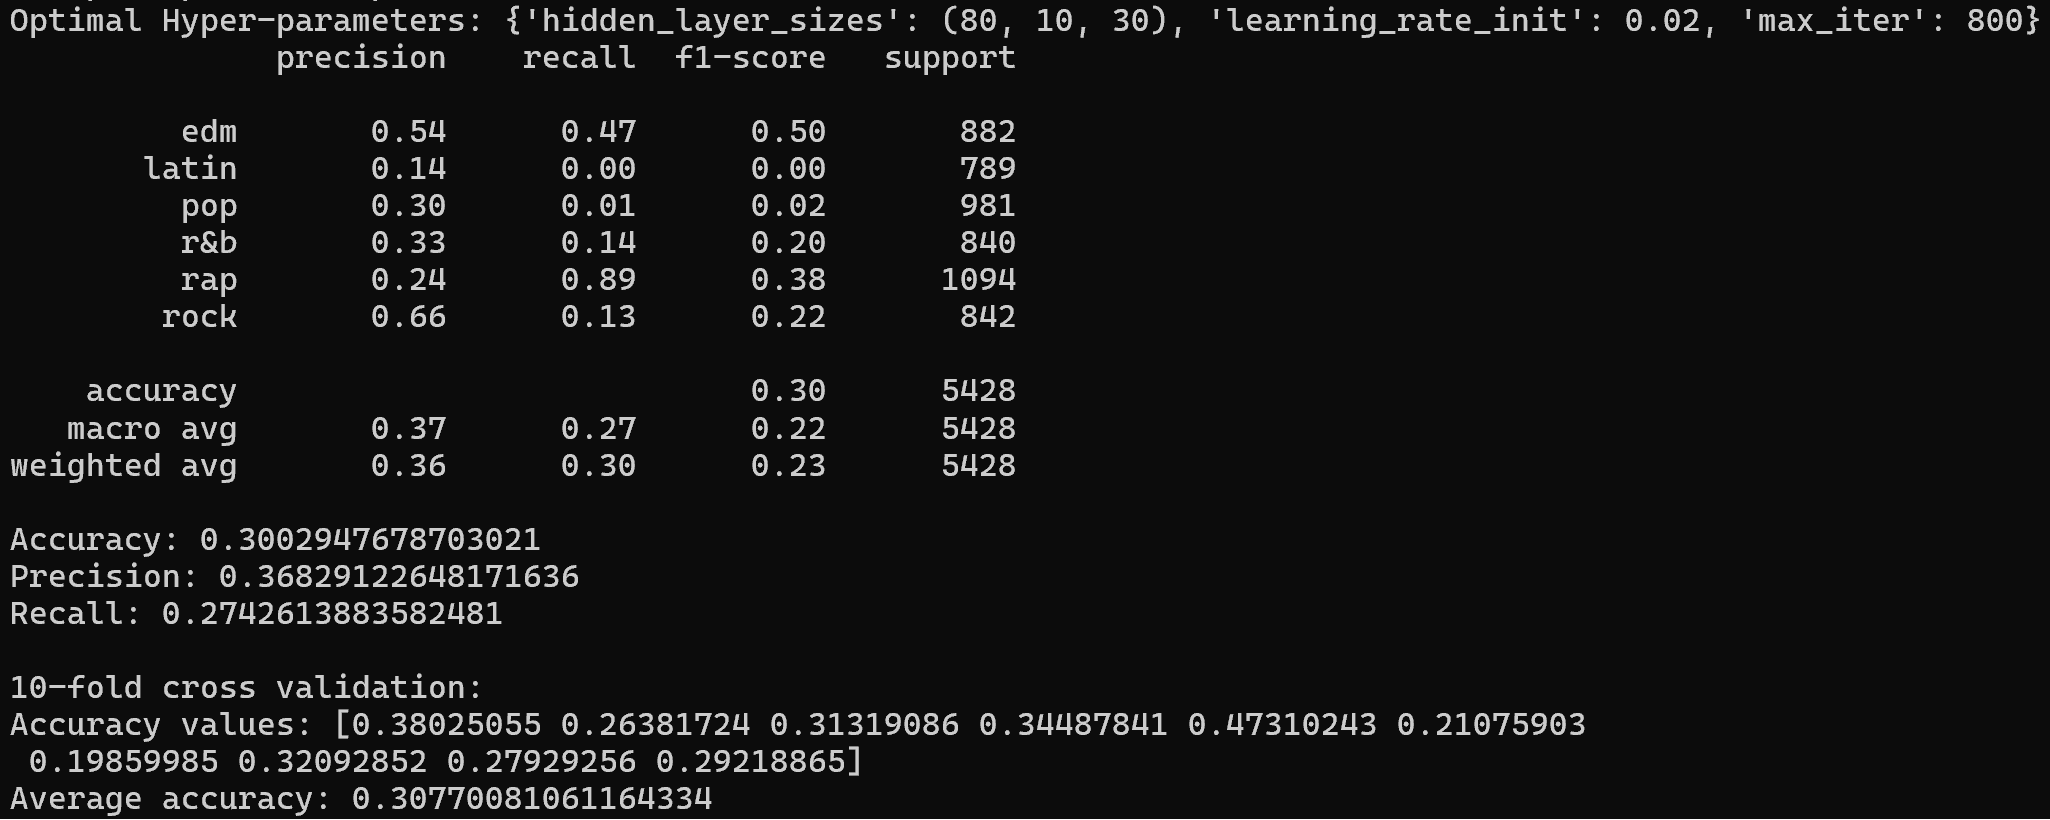 Optimal Hyper-parameters: {'hidden_layer_sizes': (80, 10, 30), 'learning_rate_init': 0.02, 'max_iter': 800}
precision recall f1-score support
edm 0.54 0.47 0.50 882
latin 0.14 0.00 0.00 789
pop 0.30 0.01 0.02 981
r&b 0.33 0.14 0.20 840
rap 0.24 0.89 0.38 1094
rock 0.66 0.13 0.22 842
accuracy 0.30 5428
macro avg 0.37 0.27 0.22 5428
weighted avg 0.36 0.30 0.23 5428
Accuracy: 0.3002947678703021
Precision: 0.36829122648171636
Recall: 0.2742613883582481
10-fold cross validation:
Accuracy values: [0.38025055 0.26381724 0.31319086 0.34487841 0.47310243 0.21075903
0.19859985 0.32092852 0.27929256 0.29218865]
Average accuracy: 0.30770081061164334